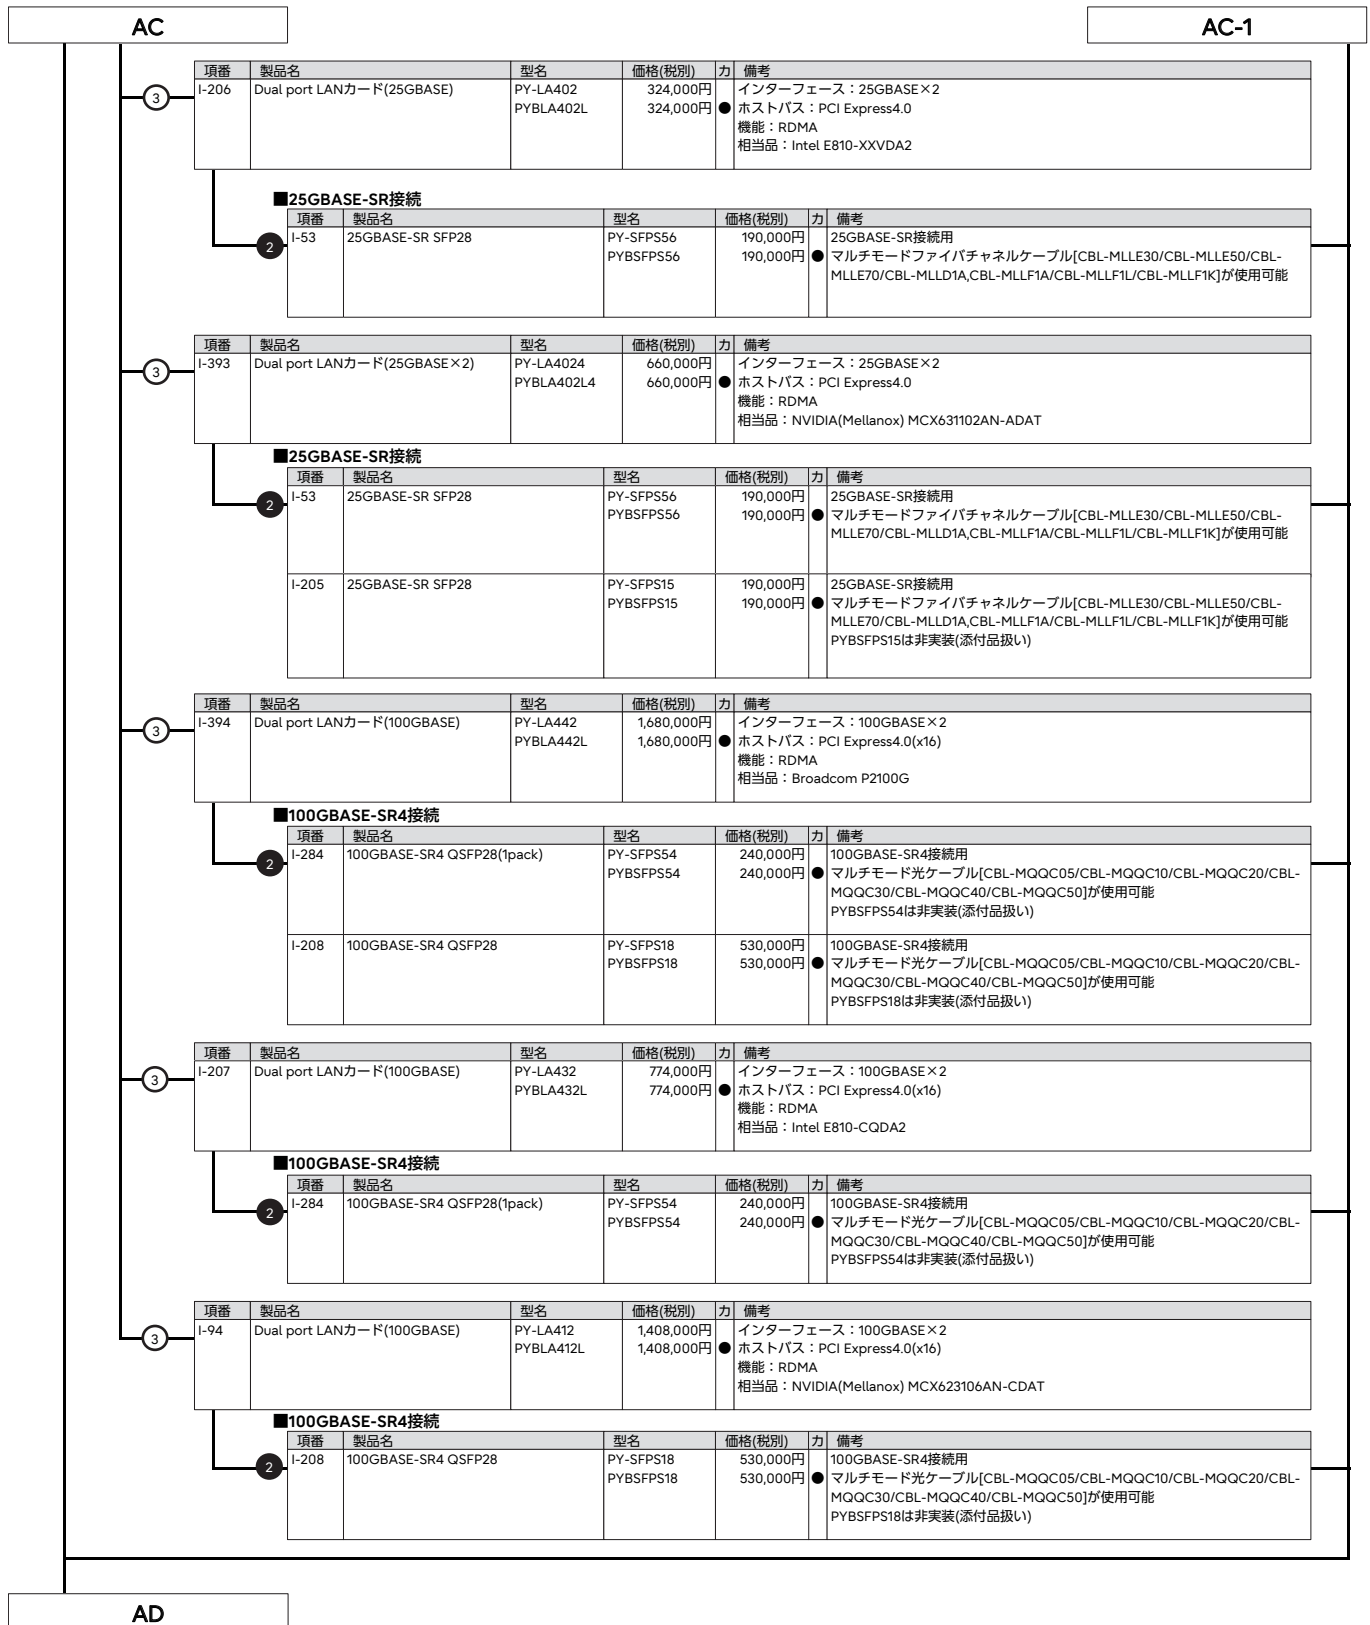 AC
AC-1
項番 製品名 型名 価格(税別) カ 備考
3 I-206 Dual port LANカード(25GBASE) PY-LA402 324,000円 インターフェース：25GBASE×2
PYBLA402L 324,000円 ● ホストバス：PCI Express4.0
機能：RDMA
相当品：Intel E810-XXVDA2
■25GBASE-SR接続
項番 製品名 型名 価格(税別) カ 備考
2 I-53 25GBASE-SR SFP28 PY-SFPS56 190,000円 25GBASE-SR接続用
PYBSFPS56 190,000円 ● マルチモードファイバチャネルケーブル[CBL-MLLE30/CBL-MLLE50/CBL-
MLLE70/CBL-MLLD1A,CBL-MLLF1A/CBL-MLLF1L/CBL-MLLF1K]が使用可能
項番 製品名 型名 価格(税別) カ 備考
3 I-393 Dual port LANカード(25GBASE×2) PY-LA4024 660,000円 インターフェース：25GBASE×2
PYBLA402L4 660,000円 ● ホストバス：PCI Express4.0
機能：RDMA
相当品：NVIDIA(Mellanox) MCX631102AN-ADAT
■25GBASE-SR接続
項番 製品名 型名 価格(税別) カ 備考
2 I-53 25GBASE-SR SFP28 PY-SFPS56 190,000円 25GBASE-SR接続用
PYBSFPS56 190,000円 ● マルチモードファイバチャネルケーブル[CBL-MLLE30/CBL-MLLE50/CBL-
MLLE70/CBL-MLLD1A,CBL-MLLF1A/CBL-MLLF1L/CBL-MLLF1K]が使用可能
I-205 25GBASE-SR SFP28 PY-SFPS15 190,000円 25GBASE-SR接続用
PYBSFPS15 190,000円 ● マルチモードファイバチャネルケーブル[CBL-MLLE30/CBL-MLLE50/CBL-
MLLE70/CBL-MLLD1A,CBL-MLLF1A/CBL-MLLF1L/CBL-MLLF1K]が使用可能
PYBSFPS15は非実装(添付品扱い)
項番 製品名 型名 価格(税別) カ 備考
3 I-394 Dual port LANカード(100GBASE) PY-LA442 1,680,000円 インターフェース：100GBASE×2
PYBLA442L 1,680,000円 ● ホストバス：PCI Express4.0(x16)
機能：RDMA
相当品：Broadcom P2100G
■100GBASE-SR4接続
項番 製品名 型名 価格(税別) カ 備考
2 I-284 100GBASE-SR4 QSFP28(1pack) PY-SFPS54 240,000円 100GBASE-SR4接続用
PYBSFPS54 240,000円 ● マルチモード光ケーブル[CBL-MQQC05/CBL-MQQC10/CBL-MQQC20/CBL-
MQQC30/CBL-MQQC40/CBL-MQQC50]が使用可能
PYBSFPS54は非実装(添付品扱い)
I-208 100GBASE-SR4 QSFP28 PY-SFPS18 530,000円 100GBASE-SR4接続用
PYBSFPS18 530,000円 ● マルチモード光ケーブル[CBL-MQQC05/CBL-MQQC10/CBL-MQQC20/CBL-
MQQC30/CBL-MQQC40/CBL-MQQC50]が使用可能
PYBSFPS18は非実装(添付品扱い)
項番 製品名 型名 価格(税別) カ 備考
3 I-207 Dual port LANカード(100GBASE) PY-LA432 774,000円 インターフェース：100GBASE×2
PYBLA432L 774,000円 ● ホストバス：PCI Express4.0(x16)
機能：RDMA
相当品：Intel E810-CQDA2
■100GBASE-SR4接続
項番 製品名 型名 価格(税別) カ 備考
2 I-284 100GBASE-SR4 QSFP28(1pack) PY-SFPS54 240,000円 100GBASE-SR4接続用
PYBSFPS54 240,000円 ● マルチモード光ケーブル[CBL-MQQC05/CBL-MQQC10/CBL-MQQC20/CBL-
MQQC30/CBL-MQQC40/CBL-MQQC50]が使用可能
PYBSFPS54は非実装(添付品扱い)
項番 製品名 型名 価格(税別) カ 備考
3 I-94 Dual port LANカード(100GBASE) PY-LA412 1,408,000円 インターフェース：100GBASE×2
PYBLA412L 1,408,000円 ● ホストバス：PCI Express4.0(x16)
機能：RDMA
相当品：NVIDIA(Mellanox) MCX623106AN-CDAT
■100GBASE-SR4接続
項番 製品名 型名 価格(税別) カ 備考
2 I-208 100GBASE-SR4 QSFP28 PY-SFPS18 530,000円 100GBASE-SR4接続用
PYBSFPS18 530,000円 ● マルチモード光ケーブル[CBL-MQQC05/CBL-MQQC10/CBL-MQQC20/CBL-
MQQC30/CBL-MQQC40/CBL-MQQC50]が使用可能
PYBSFPS18は非実装(添付品扱い)
AD